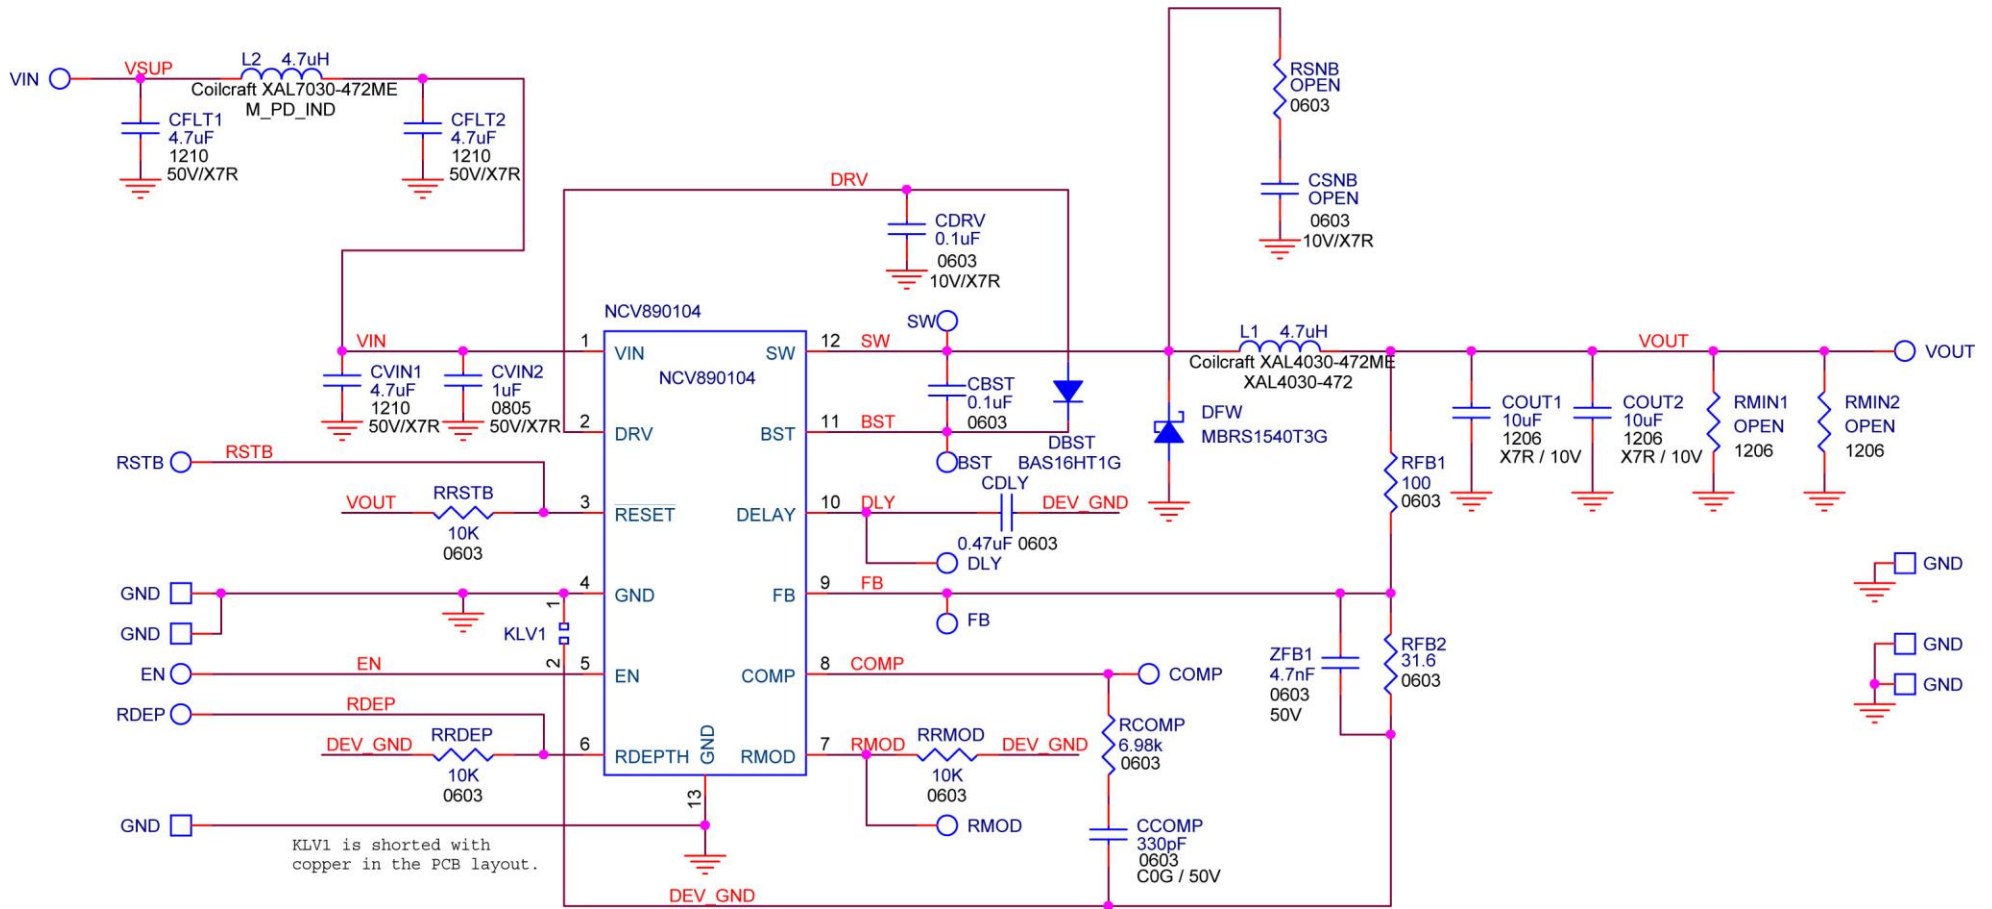 VIN
VSUP
L2 4.7uH
Coilcraft XAL7030-472ME
M_PD_IND
CFLT1
4.7uF
1210
50V/X7R
CFLT2
4.7uF
1210
50V/X7R
RSNB
OPEN
0603
CSNB
OPEN
0603
10V/X7R
DRV
CDRV
0.1uF
0603
10V/X7R
NCV890104
NCV890104
VIN
1
VIN
CVIN1
4.7uF
1210
50V/X7R
CVIN2
1uF
0805
50V/X7R
2
DRV
RSTB
RSTB
VOUT
RRSTB
10K
0603
3
RESET
GND
GND
4
GND
1
KLV1
2
EN
EN
5
EN
RDEP
RDEP
DEV_GND
RRDEP
10K
0603
6
RDEPTH
GND
13
GND
KLV1 is shorted with
copper in the PCB layout.
DEV_GND
SW
12
SW
SW
CBST
0.1uF
0603
BST
11
BST
BST
DBST
BAS16HT1G
DELAY
10
DLY
CDLY
0.47uF 0603
DEV_GND
DLY
FB
9
FB
FB
COMP
8
COMP
COMP
RCOMP
6.98k
0603
CCOMP
330pF
0603
C0G / 50V
RMOD
7
RMOD
RRMOD
10K
0603
DEV_GND
RMOD
DFW
MBRS1540T3G
L1 4.7uH
Coilcraft XAL4030-472ME
XAL4030-472
VOUT
VOUT
COUT1
10uF
1206
X7R / 10V
COUT2
10uF
1206
X7R / 10V
RMIN1
OPEN
1206
RMIN2
OPEN
1206
RFB1
100
0603
RFB2
31.6
0603
ZFB1
4.7nF
0603
50V
GND
GND
GND